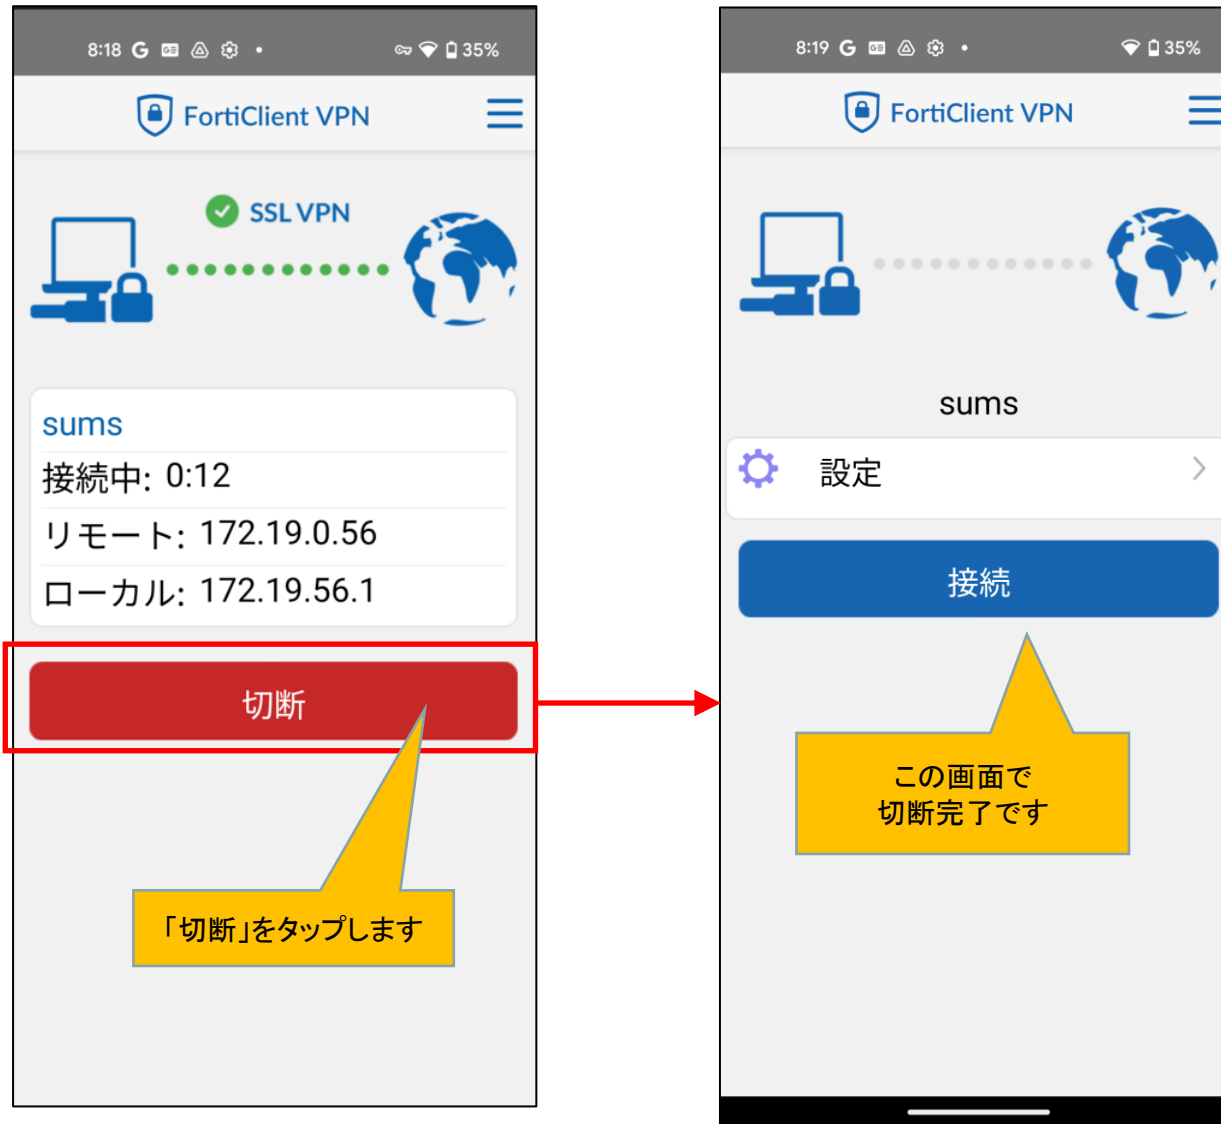 8:18
35%
FortiClient VPN
SSL VPN
sums
接続中: 0:12
リモート: 172.19.0.56
ローカル: 172.19.56.1
切断
「切断」をタップします
8:19
35%
FortiClient VPN
sums
設定
接続
この画面で
切断完了です